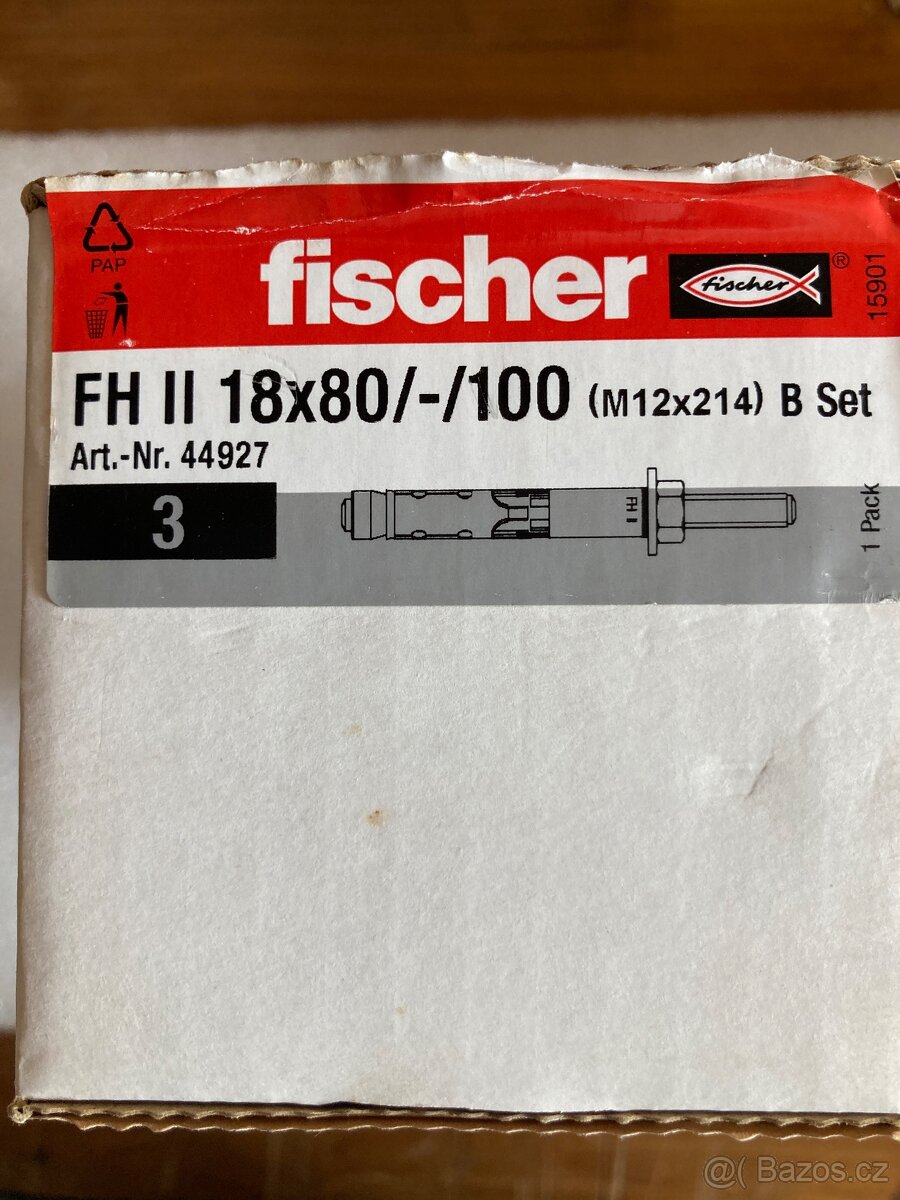 PAP
fischer
fischer ®
15901
FH II 18x80/-/100 (M12x214) B Set
Art.-Nr. 44927
3
FH II
1 Pack
@( Bazos.cz